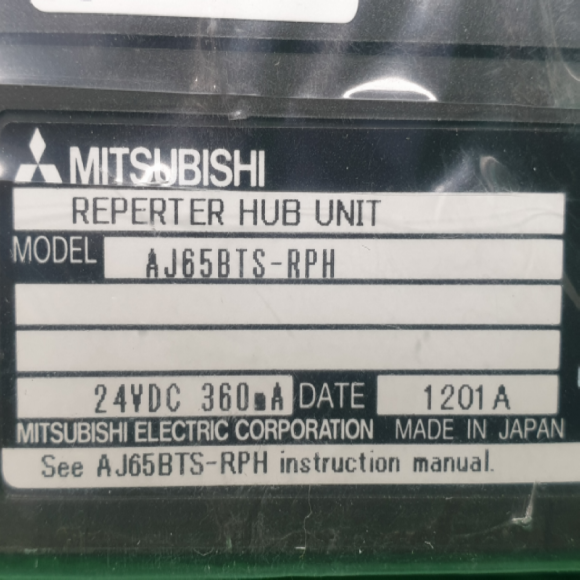 MITSUBISHI
REPERTER HUB UNIT
MODEL AJ65BTS-RPH
24VDC 360mA DATE 1201A
MITSUBISHI ELECTRIC CORPORATION MADE IN JAPAN
See AJ65BTS-RPH instruction manual.